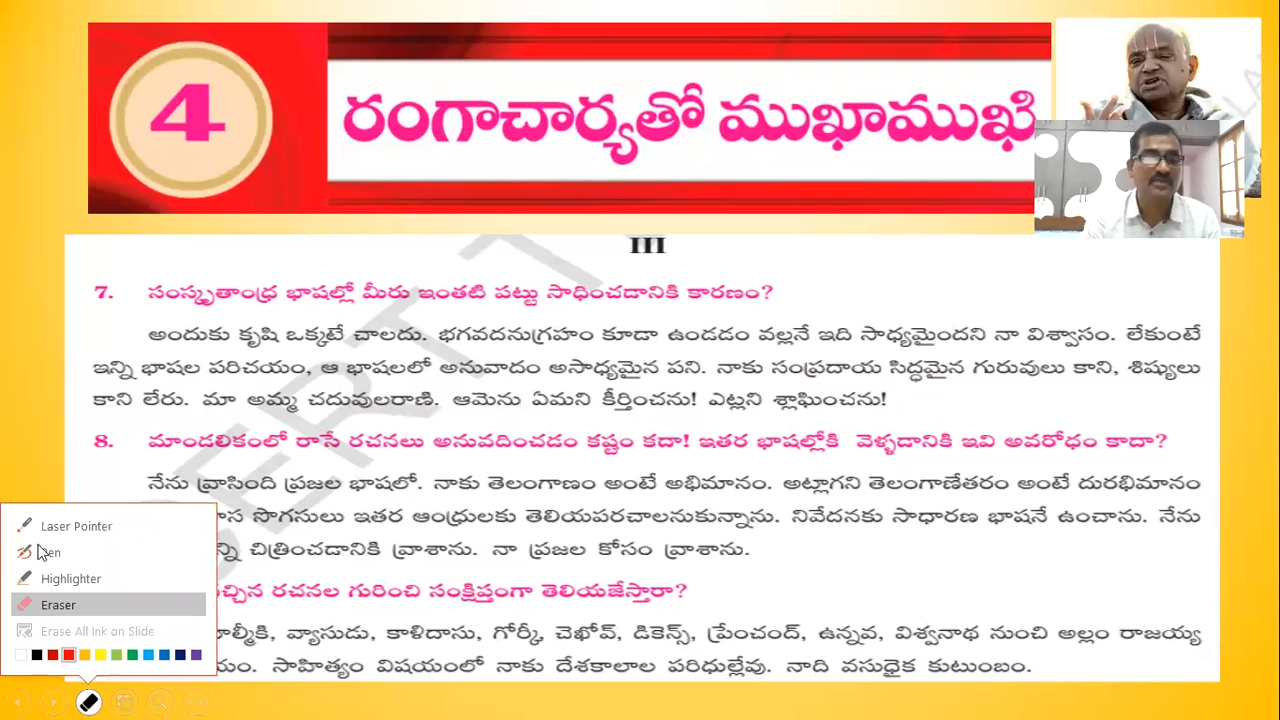 4
రంగాచార్యతో ముఖాముఖి
III
7. సంస్కృతాంధ్ర భాషల్లో మీరు ఇంతటి పట్టు సాధించడానికి కారణం?
అందుకు కృషి ఒక్కటే చాలదు. భగవదనుగ్రహం కూడా ఉండడం వల్లనే ఇది సాధ్యమైందని నా విశ్వాసం. లేకుంటే
ఇన్ని భాషల పరిచయం, ఆ భాషలలో అనువాదం అసాధ్యమైన పని. నాకు సంప్రదాయ సిద్ధమైన గురువులు కాని, శిష్యులు
కాని లేరు. మా అమ్మ చదువులరాణి. ఆమెను ఏమని కీర్తించను! ఎట్లని శ్లాఘించను!
8. మాండలికంలో రాసే రచనలు అనువదించడం కష్టం కదా! ఇతర భాషల్లోకి వెళ్ళడానికి ఇవి అవరోధం కాదా?
నేను వ్రాసింది ప్రజల భాషలో. నాకు తెలంగాణం అంటే అభిమానం. అట్లాగని తెలంగాణేతరం అంటే దురభిమానం
సొగసులు ఇతర ఆంధ్రులకు తెలియపరచాలనుకున్నాను. నివేదనకు సాధారణ భాషనే ఉంచాను. నేను
చిత్రించడానికి వ్రాశాను. నా ప్రజల కోసం వ్రాశాను.
రచనల గురించి సంక్షిప్తంగా తెలియజేస్తారా?
వ్యాసుడు, కాళిదాసు, గోర్కీ, చెఖోవ్, డికెన్స్, ప్రేంచంద్, ఉన్నవ, విశ్వనాథ నుంచి అల్లం రాజయ్య
సాహిత్యం విషయంలో నాకు దేశకాలాల పరిధుల్లేవు. నాది వసుధైక కుటుంబం.
Laser Pointer
Highlighter
Eraser
Erase All Ink on Slide